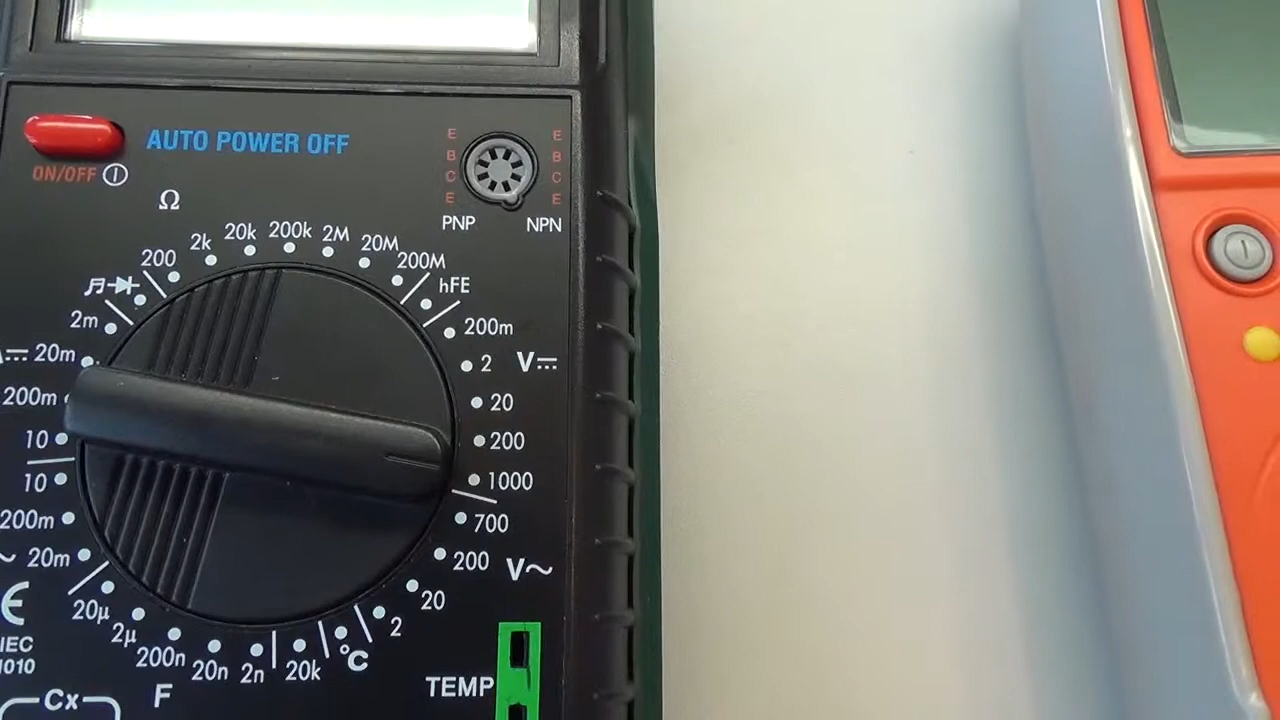 AUTO POWER OFF
ON/OFF
E
B
C
E
PNP
E
B
C
E
NPN
Ω
200
2k
20k
200k
2M
20M
200M
hFE
2m
20m
200m
10
10
200m
20m
200m
2
V
20
200
1000
700
200
V~
20
2
°C
20k
2n
20n
200n
2µ
20µ
F
CE
IEC
1010
Cx
TEMP